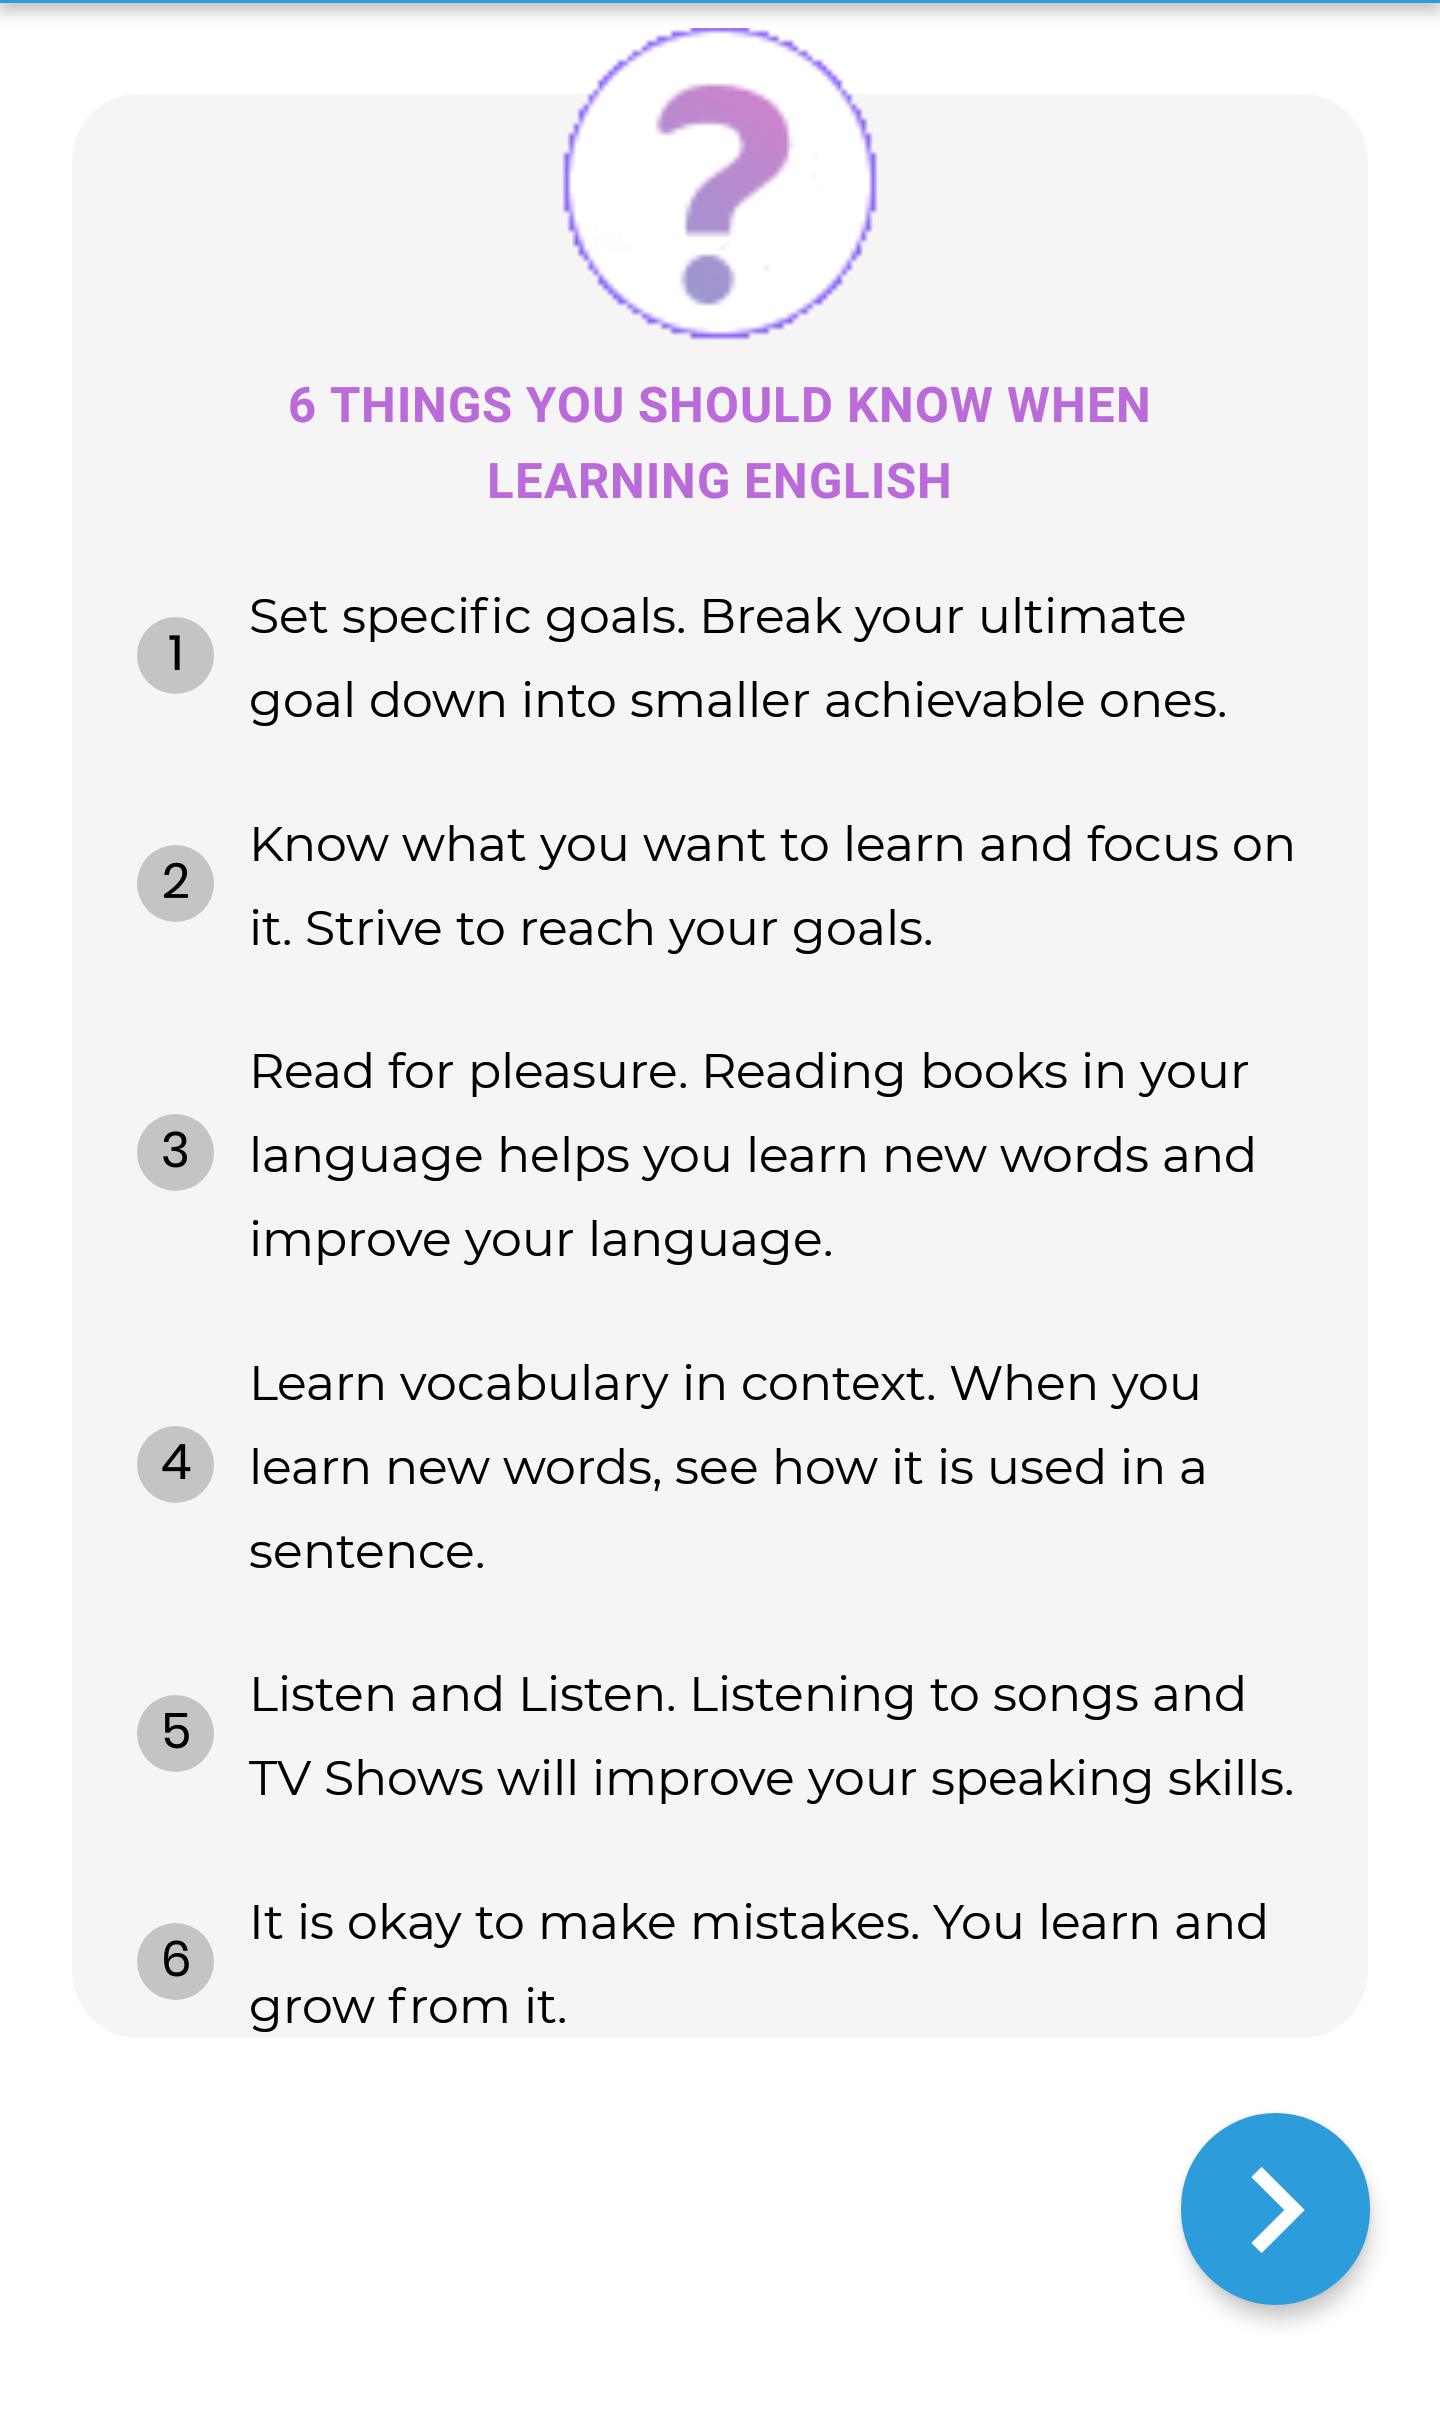 ?
6 THINGS YOU SHOULD KNOW WHEN
LEARNING ENGLISH
1
Set specific goals. Break your ultimate
goal down into smaller achievable ones.
2
Know what you want to learn and focus on
it. Strive to reach your goals.
3
Read for pleasure. Reading books in your
language helps you learn new words and
improve your language.
4
Learn vocabulary in context. When you
learn new words, see how it is used in a
sentence.
5
Listen and Listen. Listening to songs and
TV Shows will improve your speaking skills.
6
It is okay to make mistakes. You learn and
grow from it.